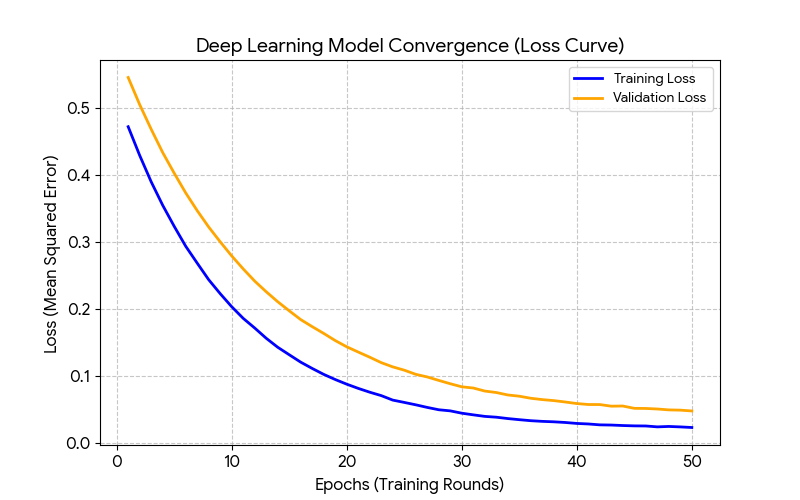 Deep Learning Model Convergence (Loss Curve)
Training Loss
Validation Loss
Loss (Mean Squared Error)
0.5
0.4
0.3
0.2
0.1
0.0
0 10 20 30 40 50
Epochs (Training Rounds)